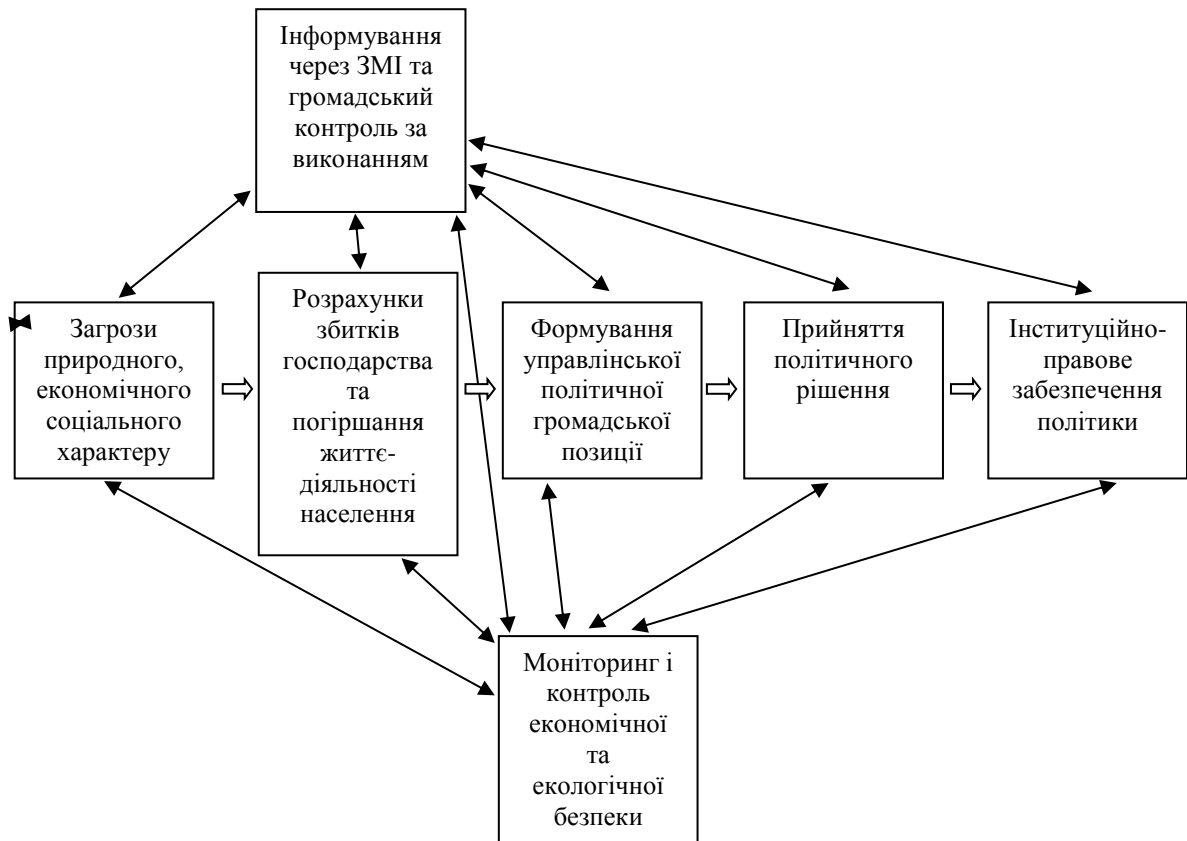 Інформування
через ЗМІ та
громадський
контроль за
виконанням
Загрози
природного,
економічного
соціального
характеру
Розрахунки
збитків
господарства
та
погіршання
життє-
діяльності
населення
Формування
управлінської
політичної
громадської
позиції
Прийняття
політичного
рішення
Інституційно-
правове
забезпечення
політики
Моніторинг і
контроль
економічної
та
екологічної
безпеки